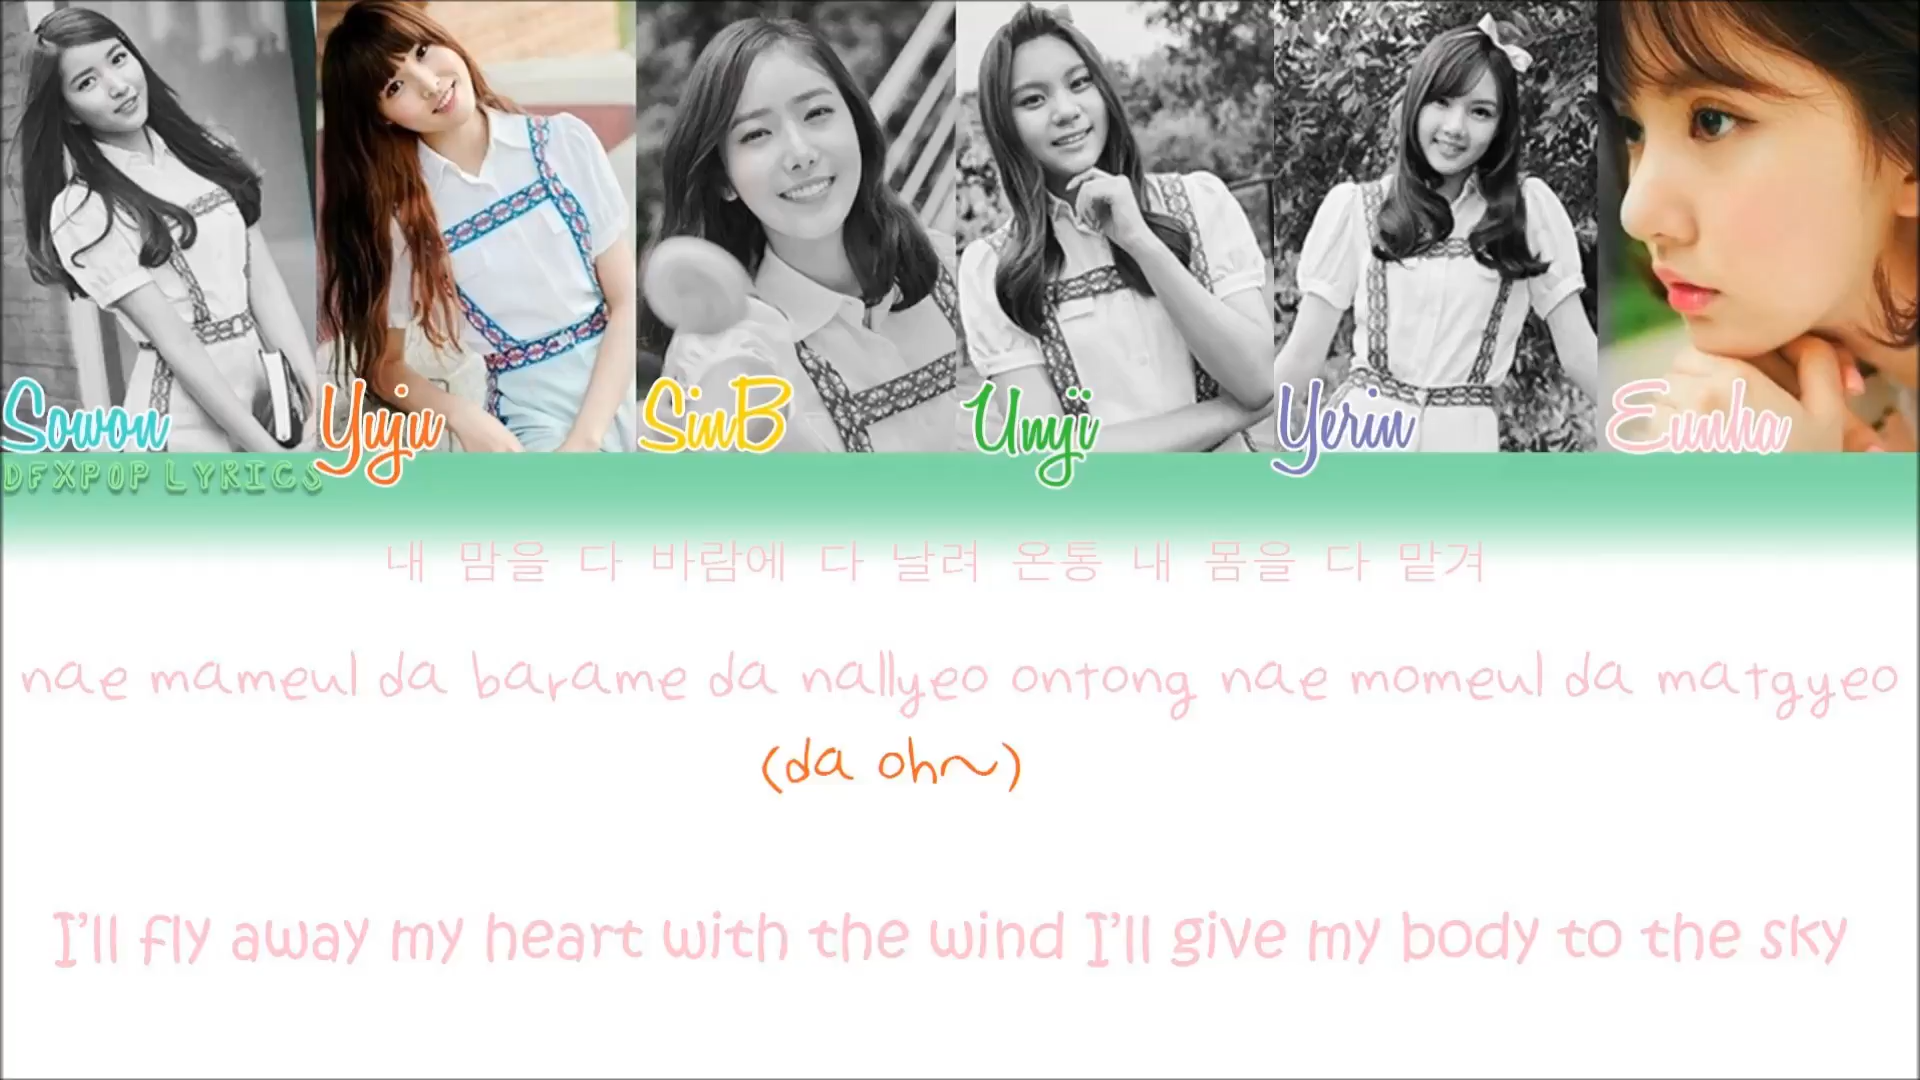 Sowon Yuju SinB Umji Yerin Eunha
DFXPOP LYRICS
내 맘을 다 바람에 다 날려 온통 내 몸을 다 맡겨
nae mameul da barame da nallyeo ontong nae momeul da matgyeo
(da oh~)
I'll fly away my heart with the wind I'll give my body to the sky